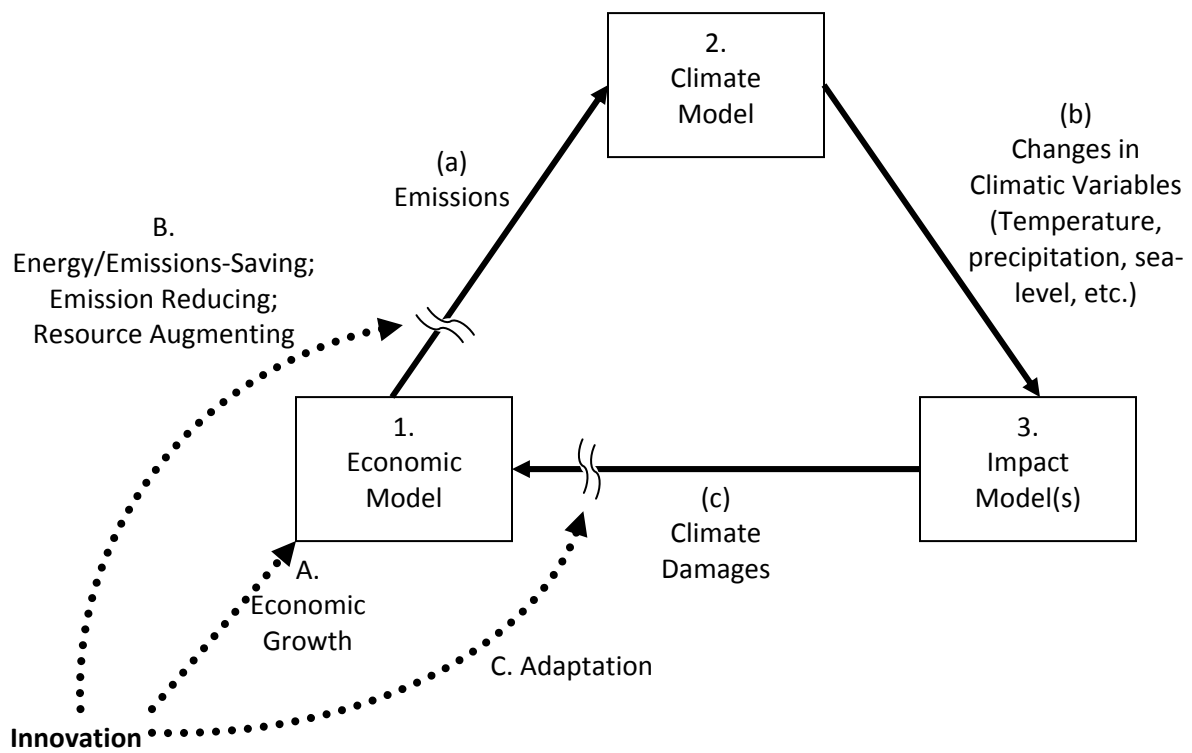 2.
Climate
Model
(a)
Emissions
(b)
Changes in
Climatic Variables
(Temperature,
precipitation, sea-
level, etc.)
B.
Energy/Emissions-Saving;
Emission Reducing;
Resource Augmenting
1.
Economic
Model
3.
Impact
Model(s)
(c)
Climate
Damages
A.
Economic
Growth
C. Adaptation
Innovation